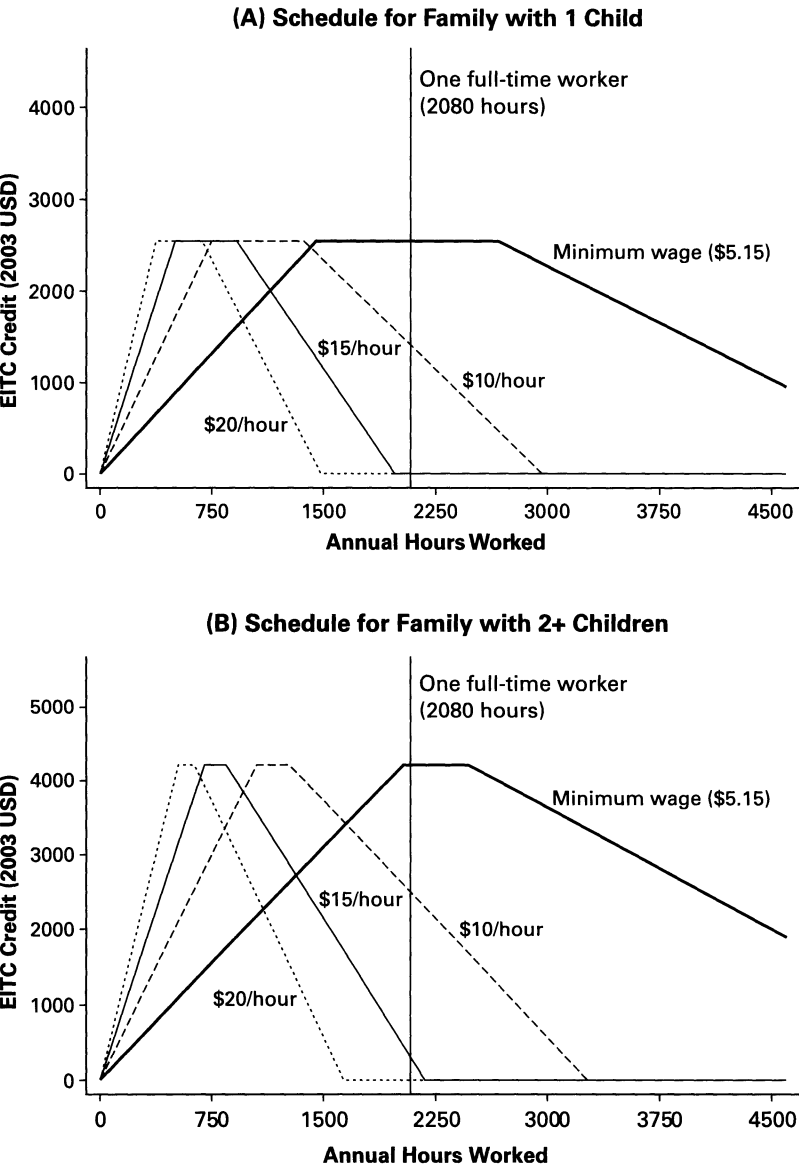 (A) Schedule for Family with 1 Child
One full-time worker
(2080 hours)
4000
3000
2000
1000
0
EITC Credit (2003 USD)
Minimum wage ($5.15)
$15/hour
$10/hour
$20/hour
0 750 1500 2250 3000 3750 4500
Annual Hours Worked
(B) Schedule for Family with 2+ Children
One full-time worker
(2080 hours)
5000
4000
3000
2000
1000
0
EITC Credit (2003 USD)
Minimum wage ($5.15)
$15/hour
$10/hour
$20/hour
0 750 1500 2250 3000 3750 4500
Annual Hours Worked